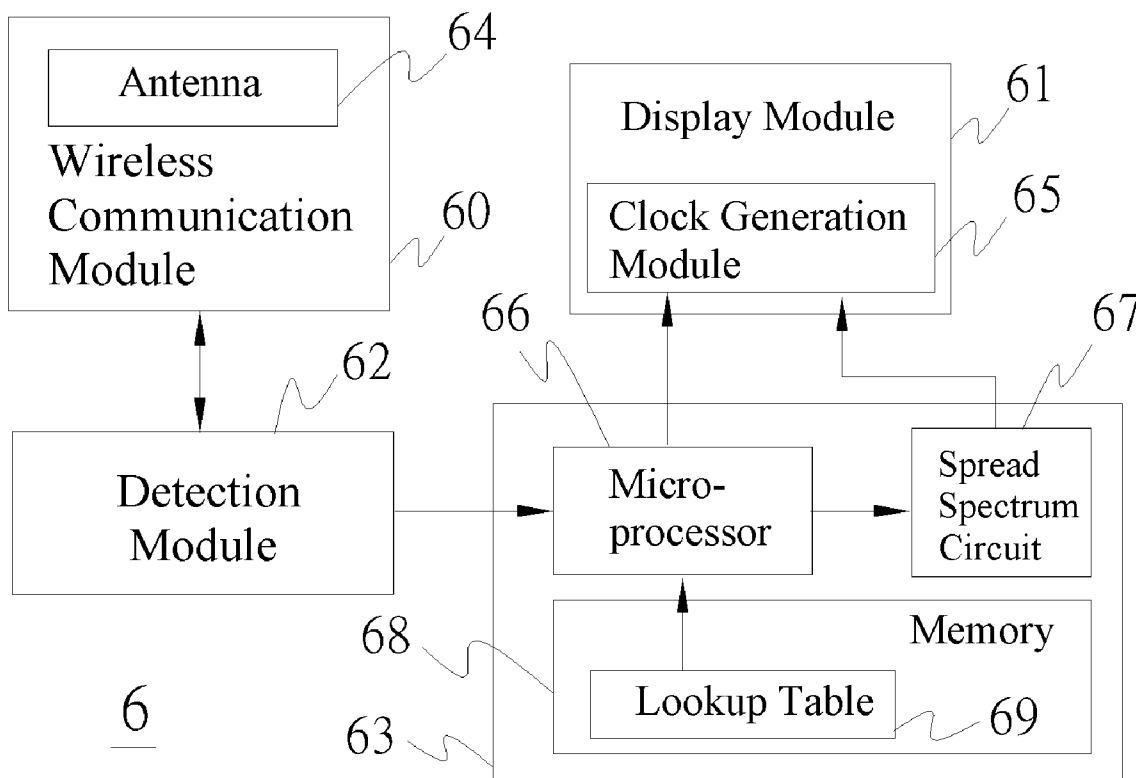 64
Antenna
Wireless
Communication
Module
60
61
Display Module
65
Clock Generation
Module
66
67
62
Detection
Module
Micro-
processor
Spread
Spectrum
Circuit
68
Memory
Lookup Table
69
63
6